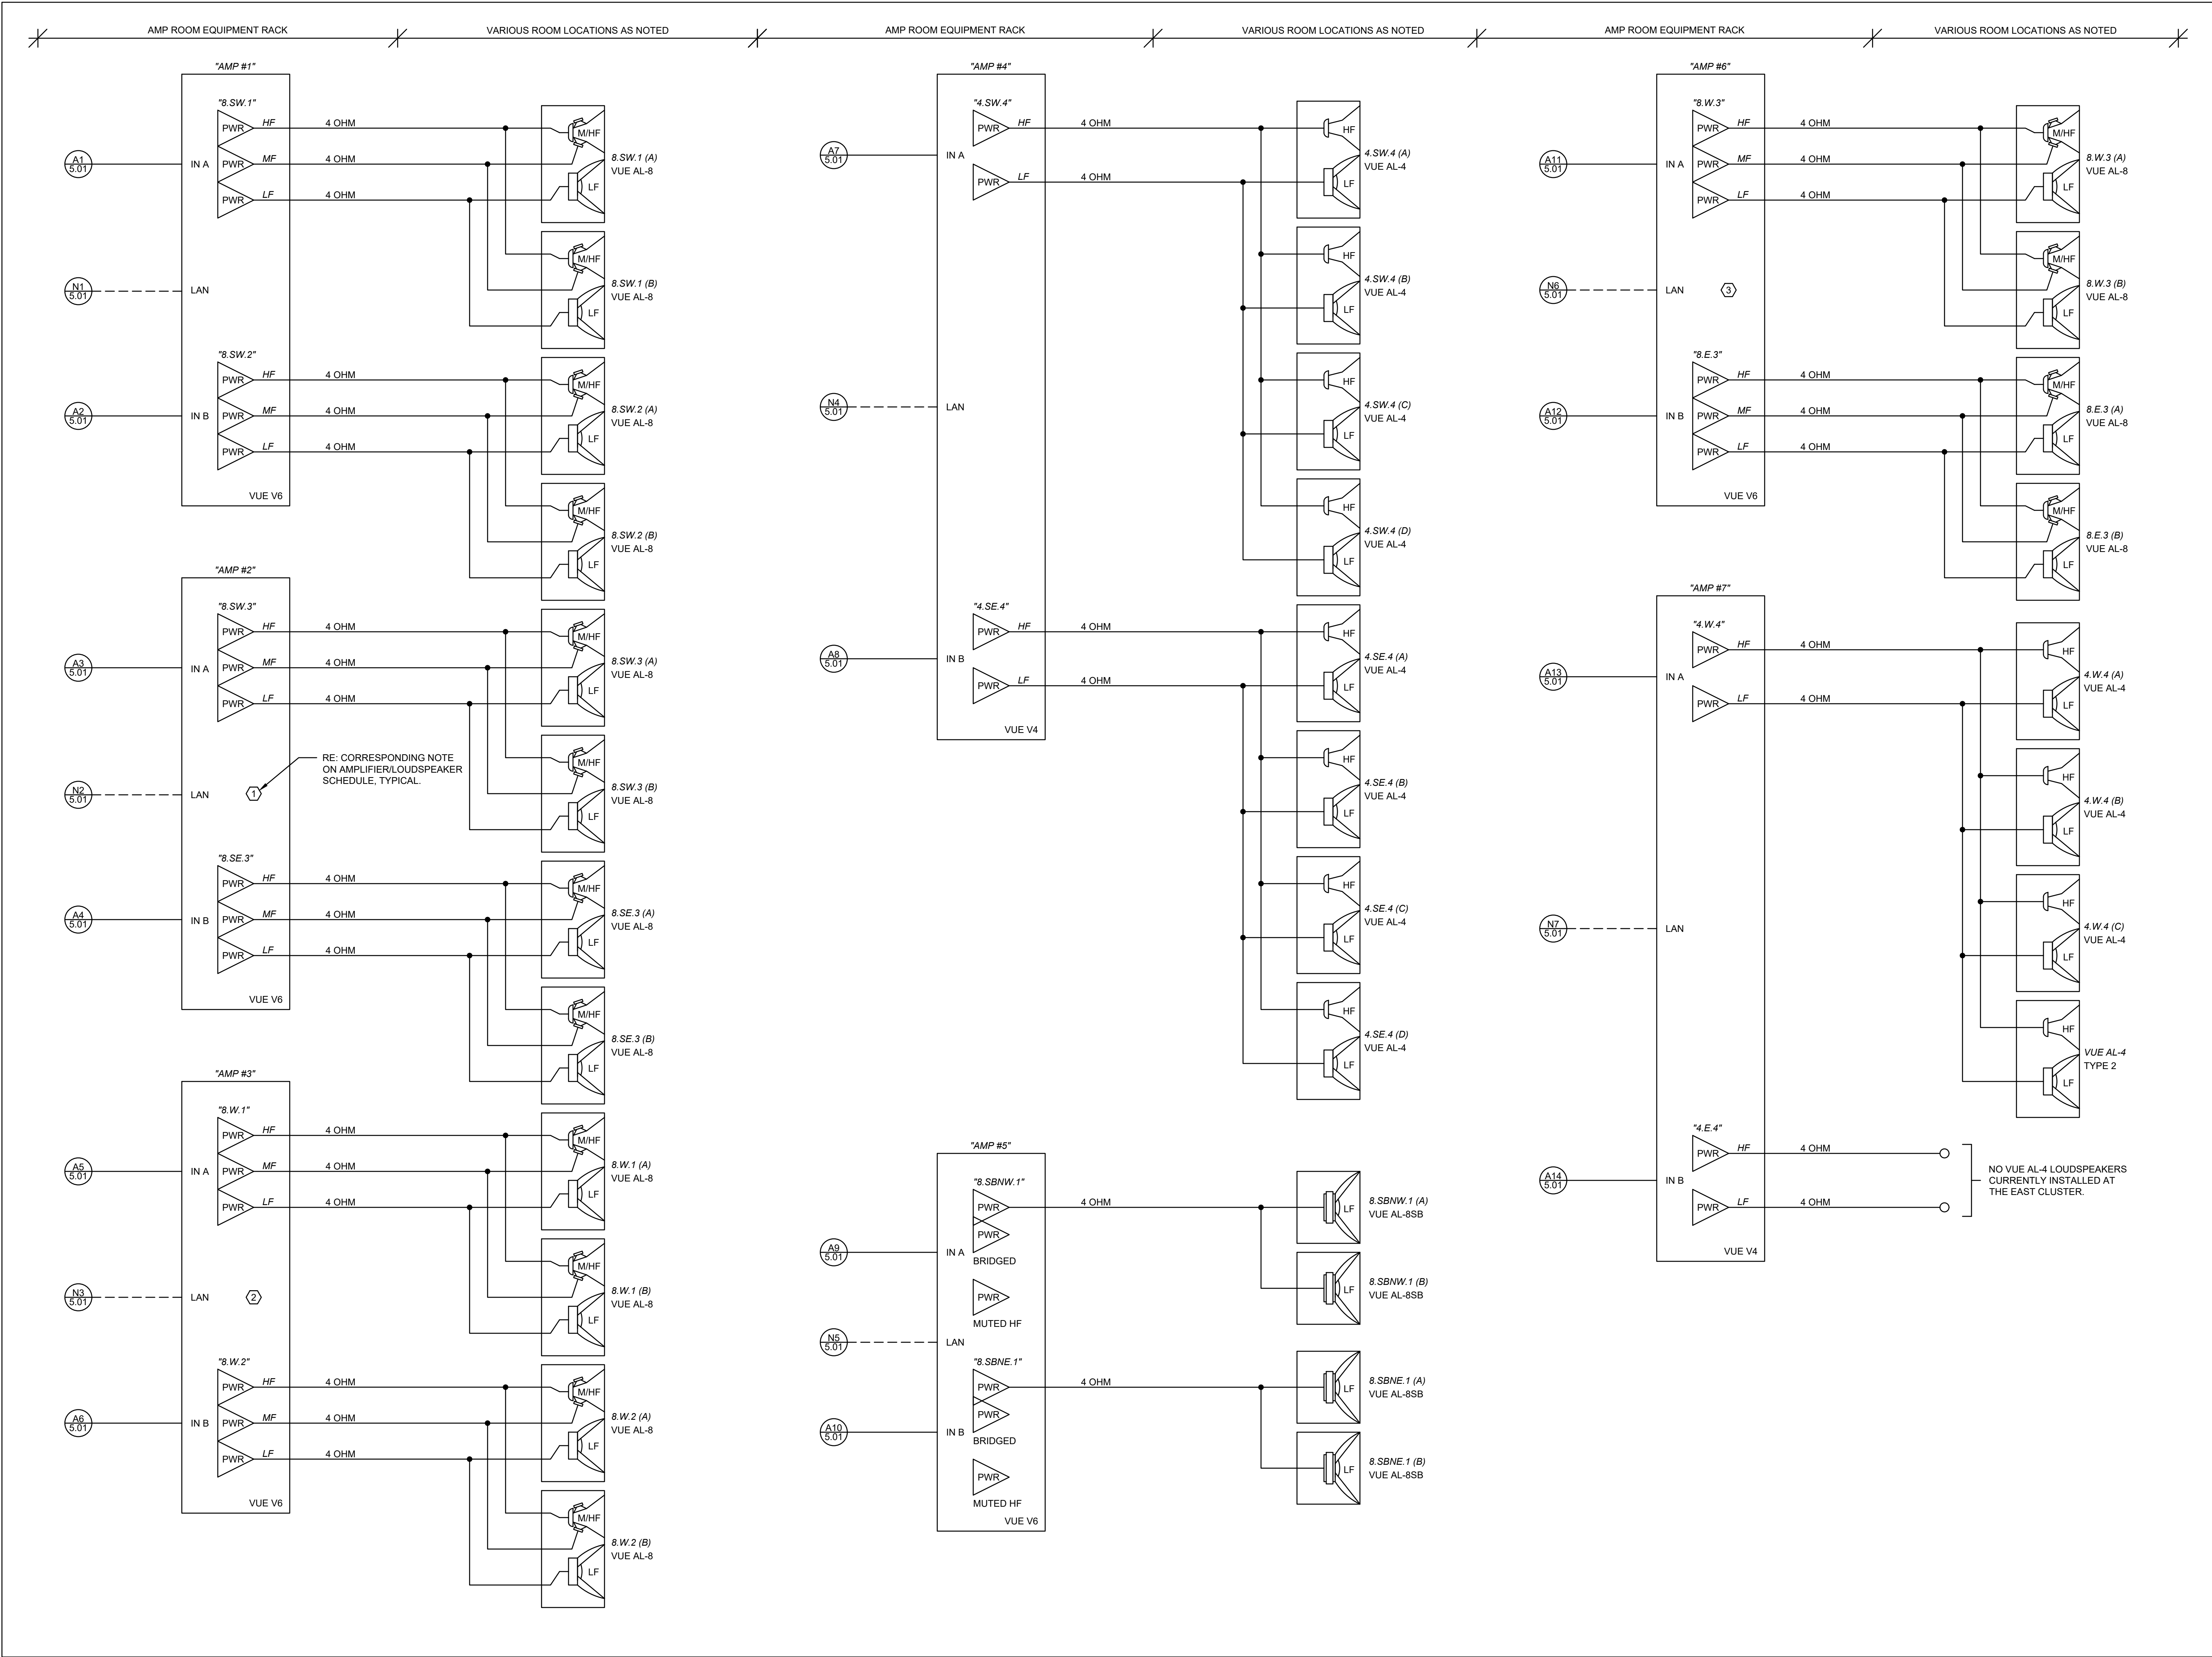 AMP ROOM EQUIPMENT RACK
VARIOUS ROOM LOCATIONS AS NOTED
AMP ROOM EQUIPMENT RACK
VARIOUS ROOM LOCATIONS AS NOTED
AMP ROOM EQUIPMENT RACK
VARIOUS ROOM LOCATIONS AS NOTED
"AMP #1"
"8.SW.1"
PWR HF 4 OHM
A1
5.01
IN A PWR MF 4 OHM
PWR LF 4 OHM
M/HF
LF
8.SW.1 (A)
VUE AL-8
M/HF
LF
8.SW.1 (B)
VUE AL-8
N1
5.01
LAN
"8.SW.2"
PWR HF 4 OHM
A2
5.01
IN B PWR MF 4 OHM
PWR LF 4 OHM
VUE V6
M/HF
LF
8.SW.2 (A)
VUE AL-8
M/HF
LF
8.SW.2 (B)
VUE AL-8
"AMP #2"
"8.SW.3"
PWR HF 4 OHM
A3
5.01
IN A PWR MF 4 OHM
PWR LF 4 OHM
M/HF
LF
8.SW.3 (A)
VUE AL-8
M/HF
LF
8.SW.3 (B)
VUE AL-8
RE: CORRESPONDING NOTE
ON AMPLIFIER/LOUDSPEAKER
SCHEDULE, TYPICAL.
N2
5.01
LAN 1
"8.SE.3"
PWR HF 4 OHM
A4
5.01
IN B PWR MF 4 OHM
PWR LF 4 OHM
VUE V6
M/HF
LF
8.SE.3 (A)
VUE AL-8
M/HF
LF
8.SE.3 (B)
VUE AL-8
"AMP #3"
"8.W.1"
PWR HF 4 OHM
A5
5.01
IN A PWR MF 4 OHM
PWR LF 4 OHM
M/HF
LF
8.W.1 (A)
VUE AL-8
M/HF
LF
8.W.1 (B)
VUE AL-8
N3
5.01
LAN 2
"8.W.2"
PWR HF 4 OHM
A6
5.01
IN B PWR MF 4 OHM
PWR LF 4 OHM
VUE V6
M/HF
LF
8.W.2 (A)
VUE AL-8
M/HF
LF
8.W.2 (B)
VUE AL-8
"AMP #4"
"4.SW.4"
PWR HF 4 OHM
A7
5.01
IN A
PWR LF 4 OHM
HF
LF
4.SW.4 (A)
VUE AL-4
HF
LF
4.SW.4 (B)
VUE AL-4
HF
LF
4.SW.4 (C)
VUE AL-4
HF
LF
4.SW.4 (D)
VUE AL-4
N4
5.01
LAN
"4.SE.4"
PWR HF 4 OHM
A8
5.01
IN B
PWR LF 4 OHM
VUE V4
HF
LF
4.SE.4 (A)
VUE AL-4
HF
LF
4.SE.4 (B)
VUE AL-4
HF
LF
4.SE.4 (C)
VUE AL-4
HF
LF
4.SE.4 (D)
VUE AL-4
"AMP #5"
"8.SBNW.1"
PWR 4 OHM
PWR
A9
5.01
IN A
BRIDGED
PWR
MUTED HF
LF
8.SBNW.1 (A)
VUE AL-8SB
LF
8.SBNW.1 (B)
VUE AL-8SB
N5
5.01
LAN
"8.SBNE.1"
PWR 4 OHM
PWR
A10
5.01
IN B
BRIDGED
PWR
MUTED HF
VUE V6
LF
8.SBNE.1 (A)
VUE AL-8SB
LF
8.SBNE.1 (B)
VUE AL-8SB
"AMP #6"
"8.W.3"
PWR HF 4 OHM
A11
5.01
IN A PWR MF 4 OHM
PWR LF 4 OHM
M/HF
LF
8.W.3 (A)
VUE AL-8
M/HF
LF
8.W.3 (B)
VUE AL-8
N6
5.01
LAN 3
"8.E.3"
PWR HF 4 OHM
A12
5.01
IN B PWR MF 4 OHM
PWR LF 4 OHM
VUE V6
M/HF
LF
8.E.3 (A)
VUE AL-8
M/HF
LF
8.E.3 (B)
VUE AL-8
"AMP #7"
"4.W.4"
PWR HF 4 OHM
A13
5.01
IN A
PWR LF 4 OHM
HF
LF
4.W.4 (A)
VUE AL-4
HF
LF
4.W.4 (B)
VUE AL-4
HF
LF
4.W.4 (C)
VUE AL-4
HF
LF
VUE AL-4
TYPE 2
N7
5.01
LAN
"4.E.4"
PWR HF 4 OHM
A14
5.01
IN B
PWR LF 4 OHM
VUE V4
NO VUE AL-4 LOUDSPEAKERS
CURRENTLY INSTALLED AT
THE EAST CLUSTER.